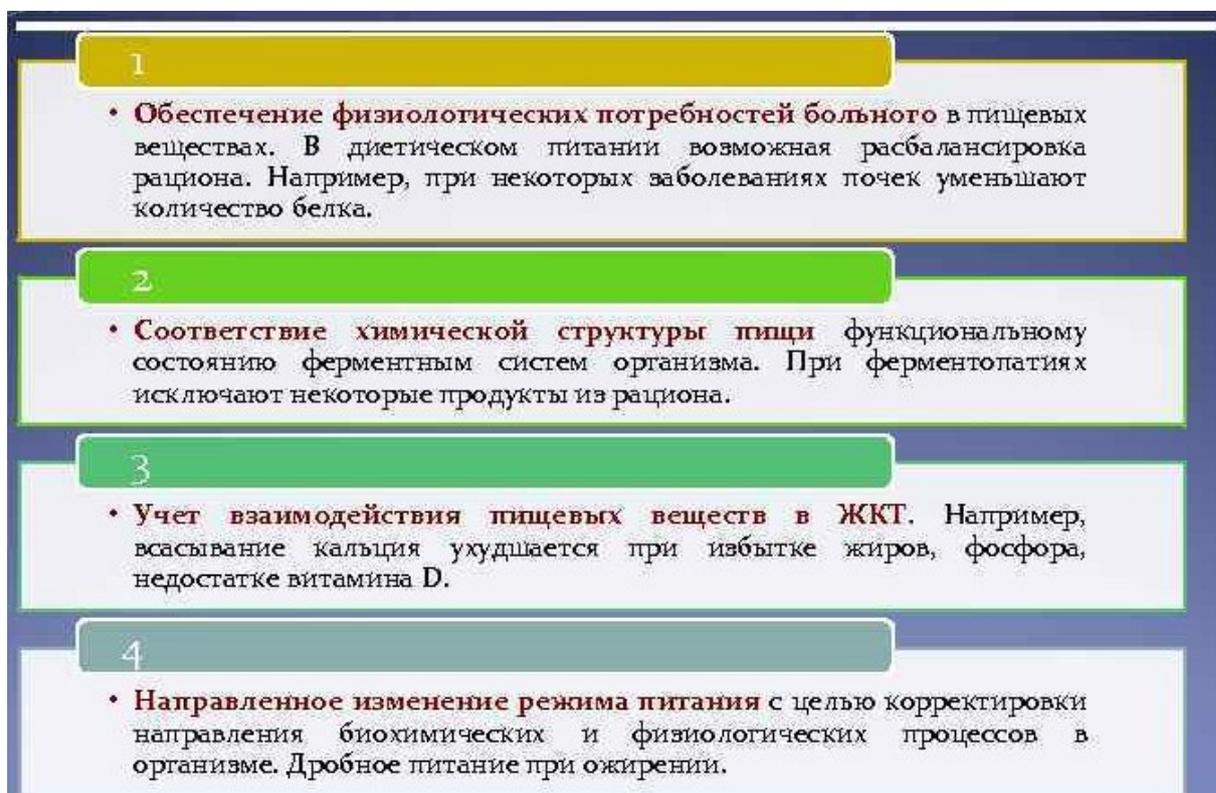 1
• Обеспечение физиологических потребностей больного в пищевых
веществах. В диетическом питании возможная расбалансировка
рациона. Например, при некоторых заболеваниях почек уменьшают
количество белка.
2
• Соответствие химической структуры пищи функциональному
состоянию ферментным систем организма. При ферментопатиях
исключают некоторые продукты из рациона.
3
• Учет взаимодействия пищевых веществ в ЖКТ. Например,
всасывание кальция ухудшается при избытке жиров, фосфора,
недостатке витамина D.
4
• Направленное изменение режима питания с целью корректировки
направления биохимических и физиологических процессов в
организме. Дробное питание при ожирении.